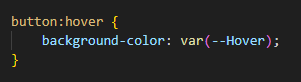 button:hover {
    background-color: var(--Hover);
}